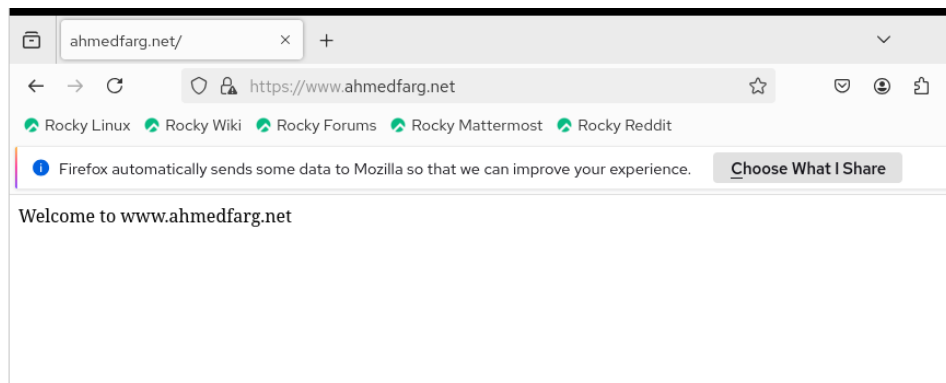 ahmedfarg.net/
https://www.ahmedfarg.net
Rocky Linux Rocky Wiki Rocky Forums Rocky Mattermost Rocky Reddit
Firefox automatically sends some data to Mozilla so that we can improve your experience. Choose What I Share
Welcome to www.ahmedfarg.net